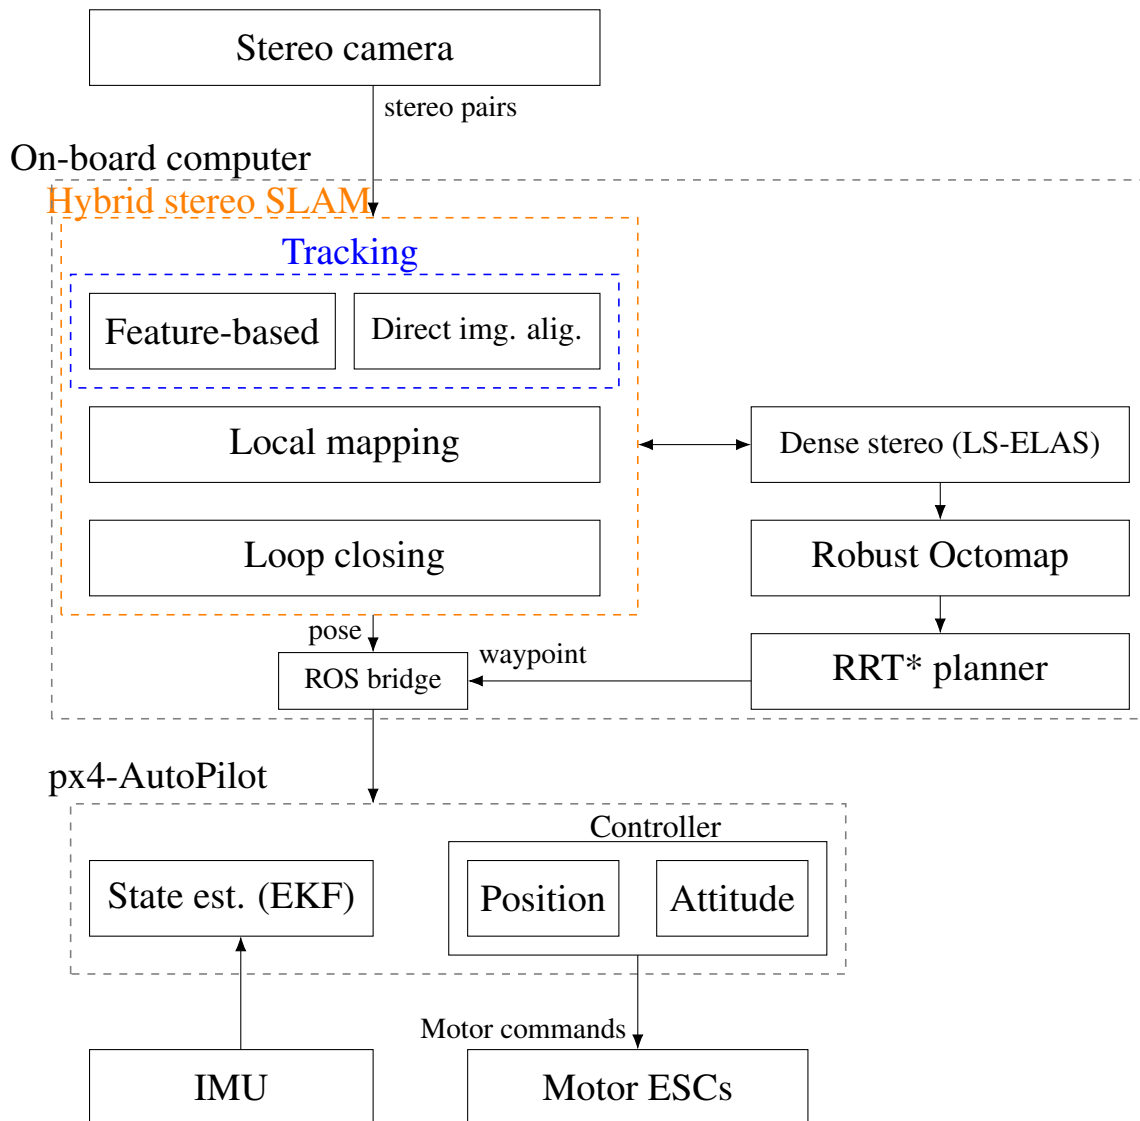 Stereo camera
stereo pairs
On-board computer
Hybrid stereo SLAM
Tracking
Feature-based
Direct img. alig.
Local mapping
Dense stereo (LS-ELAS)
Loop closing
Robust Octomap
pose
waypoint
ROS bridge
RRT* planner
px4-AutoPilot
Controller
State est. (EKF)
Position
Attitude
Motor commands
IMU
Motor ESCs